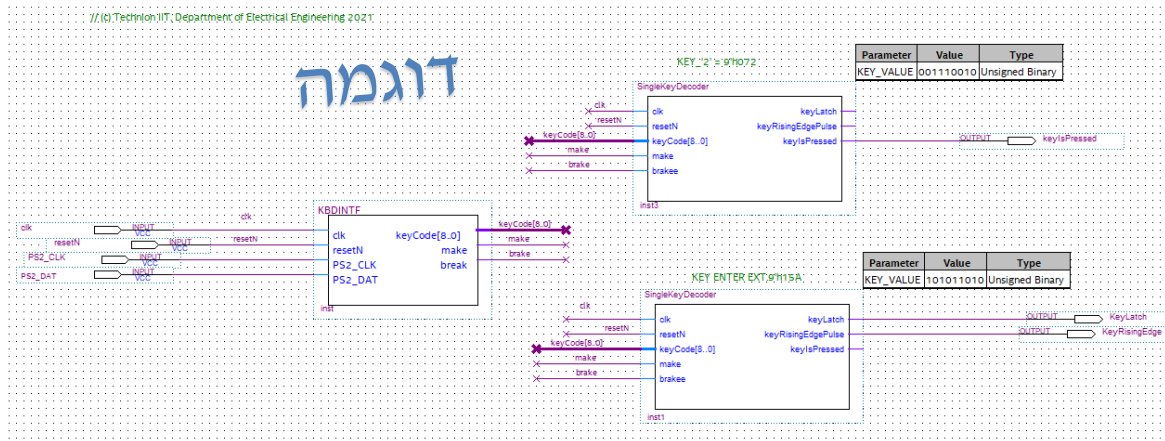 // (c) Technion IIT, Department of Electrical Engineering 2021
דוגמה
KEY_'2' = 9'h072
Parameter Value Type
KEY_VALUE 001110010 Unsigned Binary
SingleKeyDecoder
clk
resetN
keyCode[8..0]
make
brake
clk
resetN
keyCode[8..0]
make
brakee
keyLatch
keyRisingEdgePulse
keyIsPressed
OUTPUT
keyIsPressed
inst3
clk
resetN
PS2_CLK
PS2_DAT
INPUT
VCC
INPUT
VCC
INPUT
VCC
INPUT
VCC
clk
resetN
KBDINTF
clk
resetN
PS2_CLK
PS2_DAT
keyCode[8..0]
make
break
keyCode[8..0]
make
brake
inst
KEY ENTER EXT 9'h15A
Parameter Value Type
KEY_VALUE 101011010 Unsigned Binary
SingleKeyDecoder
clk
resetN
keyCode[8..0]
make
brake
clk
resetN
keyCode[8..0]
make
brakee
keyLatch
keyRisingEdgePulse
keyIsPressed
OUTPUT
KeyLatch
OUTPUT
KeyRisingEdge
inst1